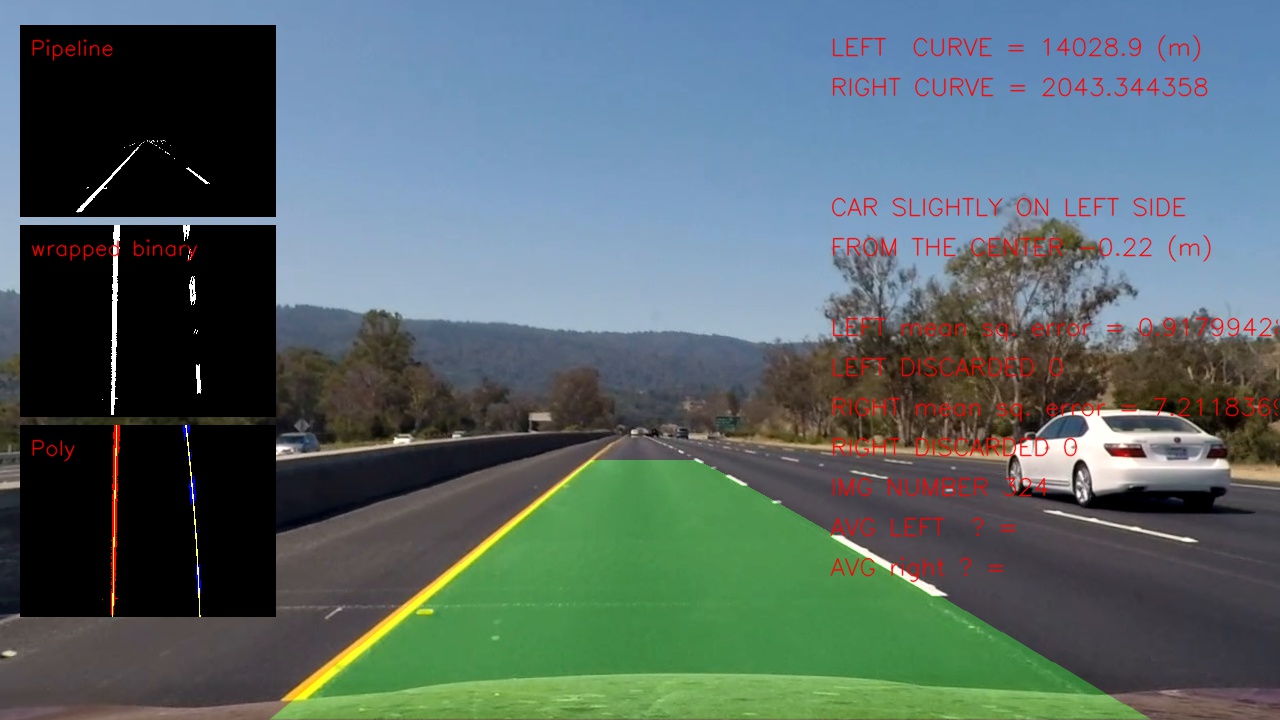 Pipeline
wrapped binary
Poly
LEFT CURVE = 14028.9 (m)
RIGHT CURVE = 2043.344358
CAR SLIGHTLY ON LEFT SIDE
FROM THE CENTER -0.22 (m)
LEFT mean sq. error = 0.9179942
LEFT DISCARDED 0
RIGHT mean sq. error = 7.211836
RIGHT DISCARDED 0
IMG NUMBER 324
AVG LEFT ? =
AVG right ? =